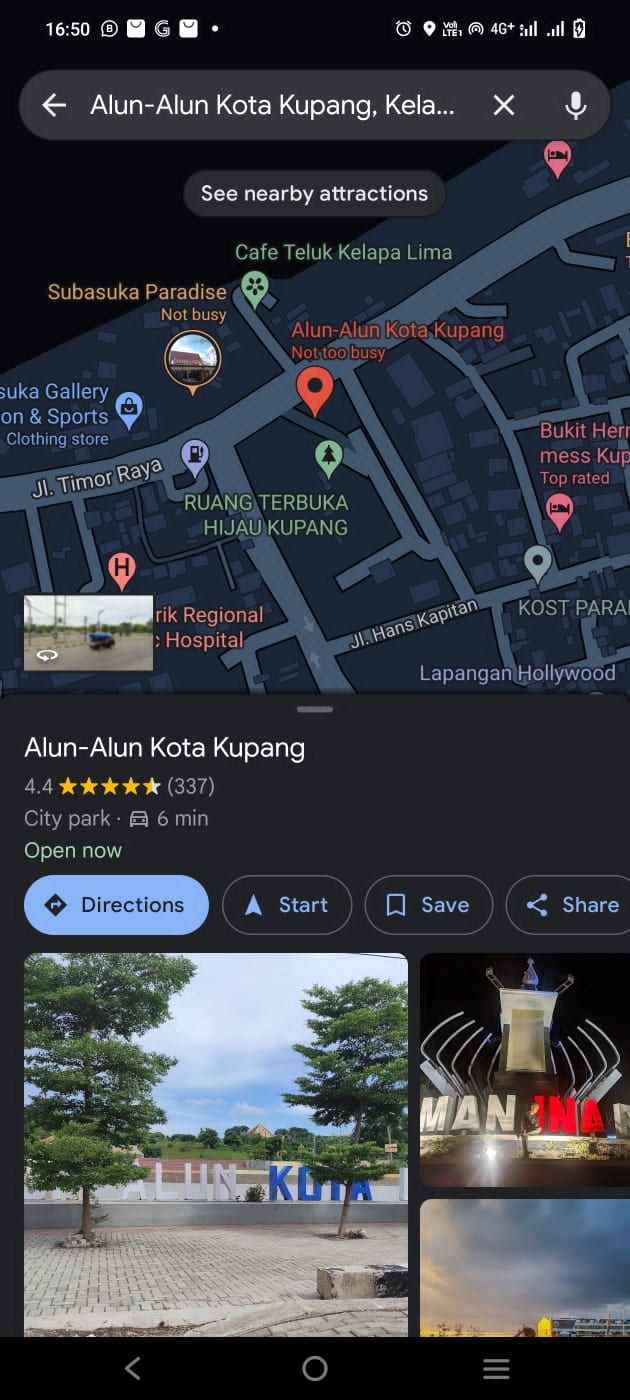 16:50
4G+
Alun-Alun Kota Kupang, Kela...
See nearby attractions
Cafe Teluk Kelapa Lima
Subasuka Paradise
Not busy
Alun-Alun Kota Kupang
Not too busy
suka Gallery
on & Sports
Clothing store
Jl. Timor Raya
Bukit Her
mess Kup
Top rated
RUANG TERBUKA
HIJAU KUPANG
H
rik Regional
Hospital
Jl. Hans Kapitan
KOST PARA
Lapangan Hollywood
Alun-Alun Kota Kupang
4.4 (337)
City park · 6 min
Open now
Directions
Start
Save
Share
ALUN KOTA
MAN INA